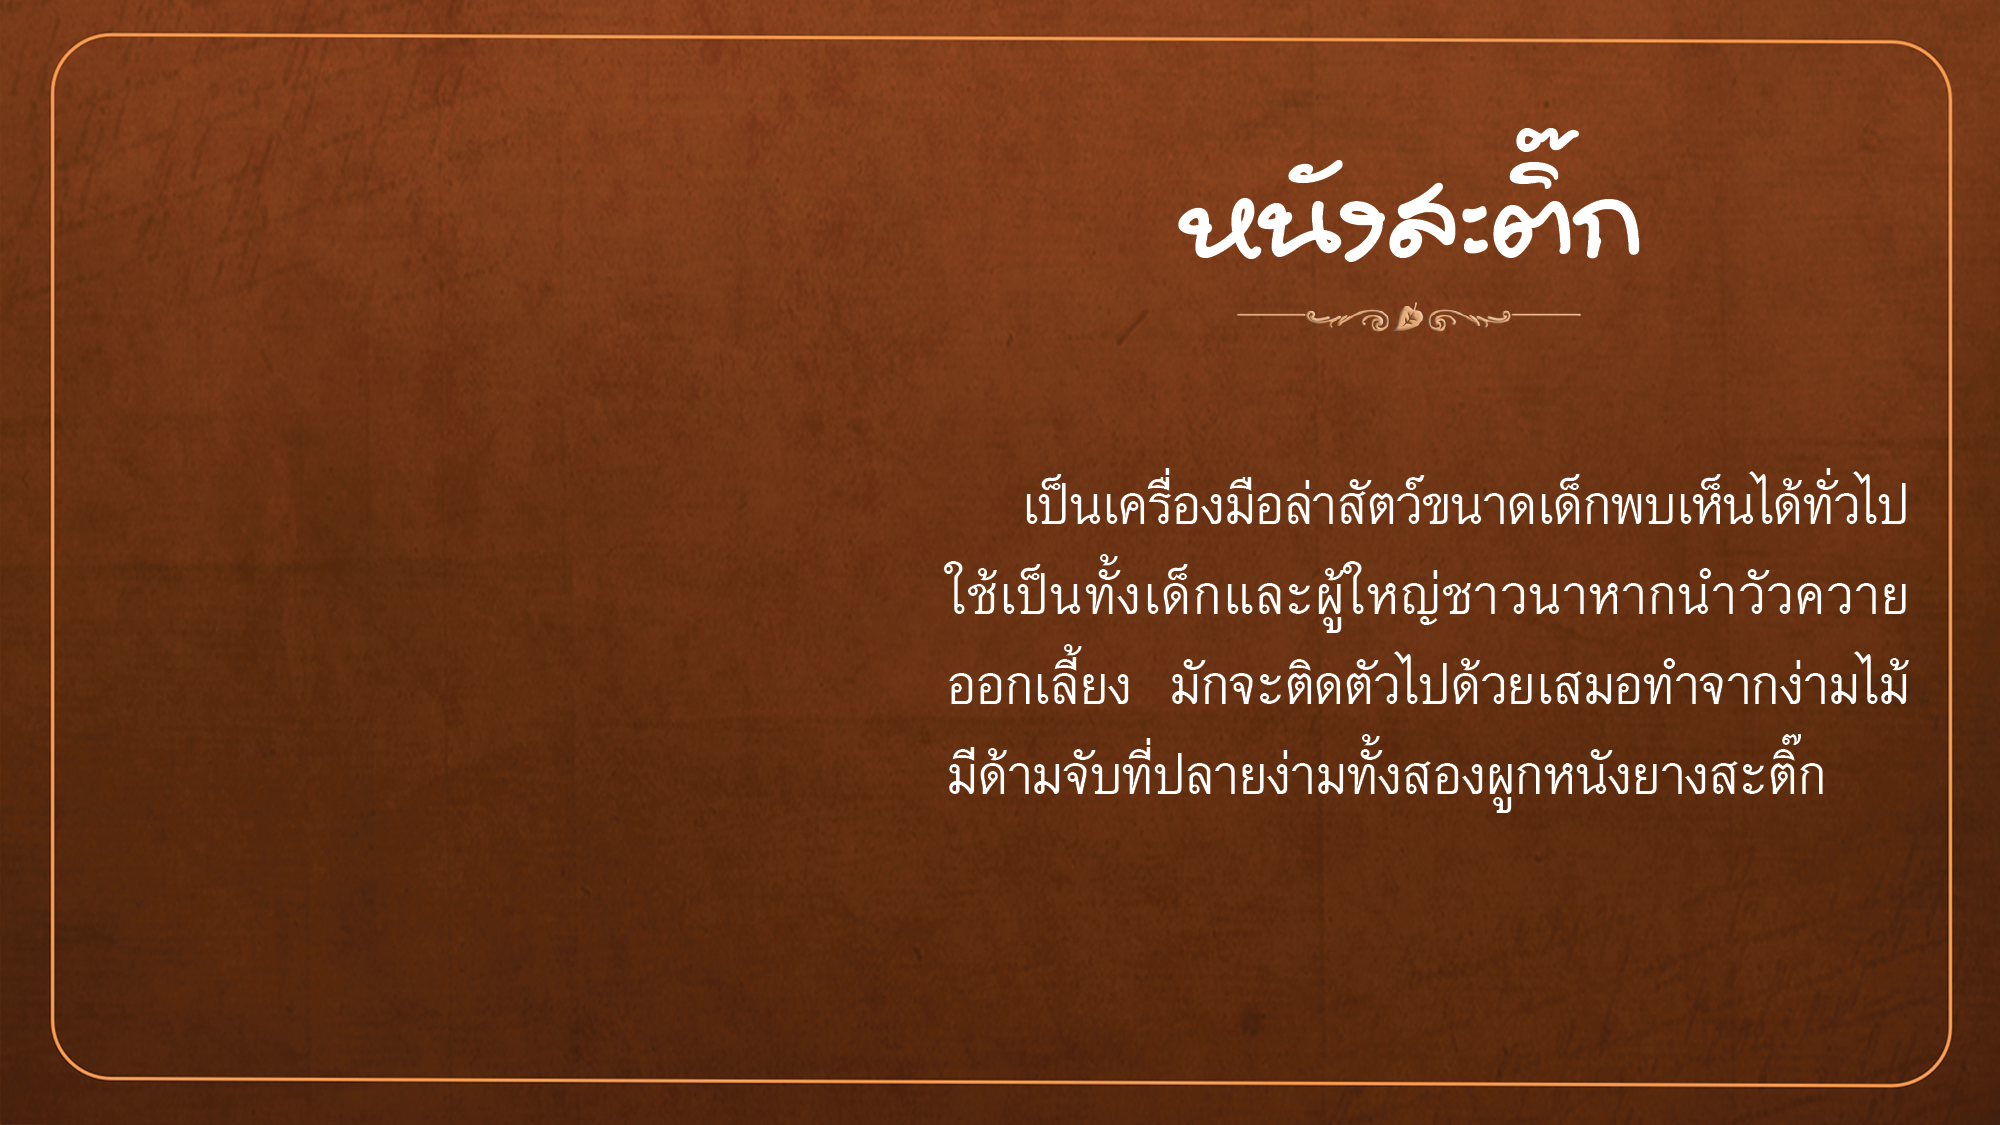 หนังสะติ๊ก
เป็นเครื่องมือล่าสัตว์ขนาดเด็กพบเห็นได้ทั่วไป
ใช้เป็นทั้งเด็กและผู้ใหญ่ชาวนาหากนำวัวควาย
ออกเลี้ยง มักจะติดตัวไปด้วยเสมอทำจากง่ามไม้
มีด้ามจับที่ปลายง่ามทั้งสองผูกหนังยางสะติ๊ก